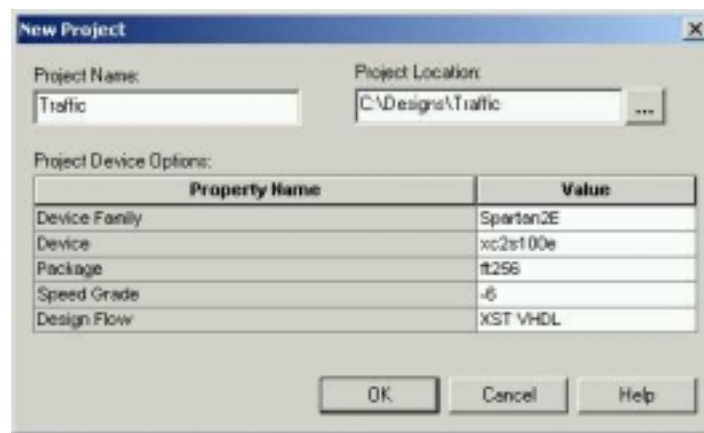 New Project
Project Name:
Project Location:
Traffic
C:\Designs\Traffic
...
Project Device Options:
Property Name Value
Device Family Spartan2E
Device xc2s100e
Package ft256
Speed Grade -6
Design Flow XST VHDL
OK Cancel Help